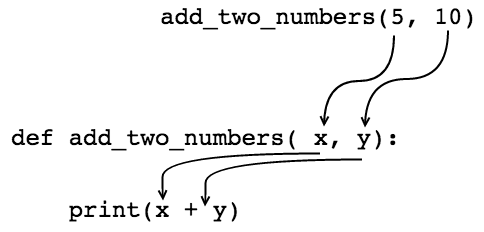 add_two_numbers(5, 10)
def add_two_numbers( x, y):
print(x + y)